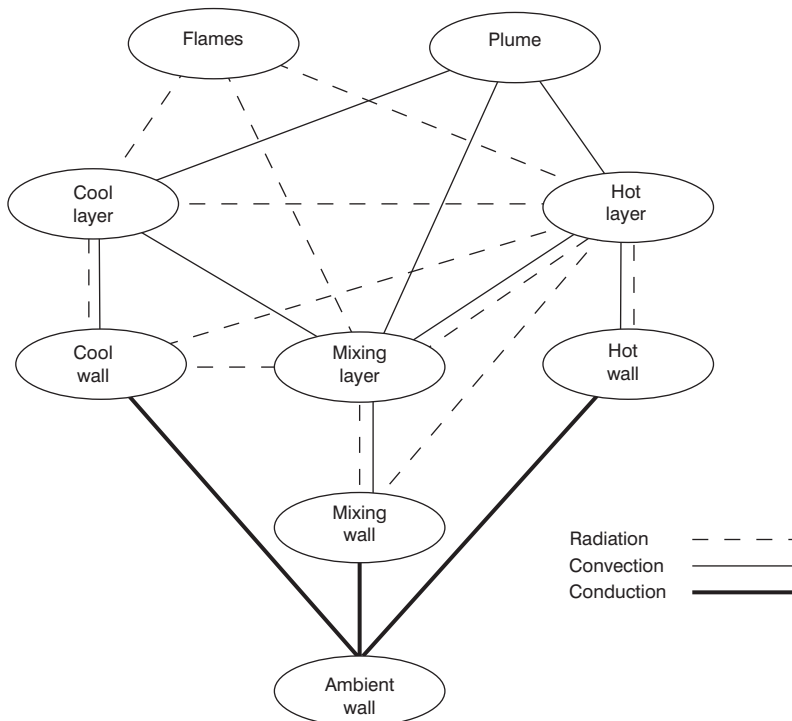 Flames
Plume
Cool
layer
Hot
layer
Cool
wall
Mixing
layer
Hot
wall
Mixing
wall
Radiation
Convection
Conduction
Ambient
wall